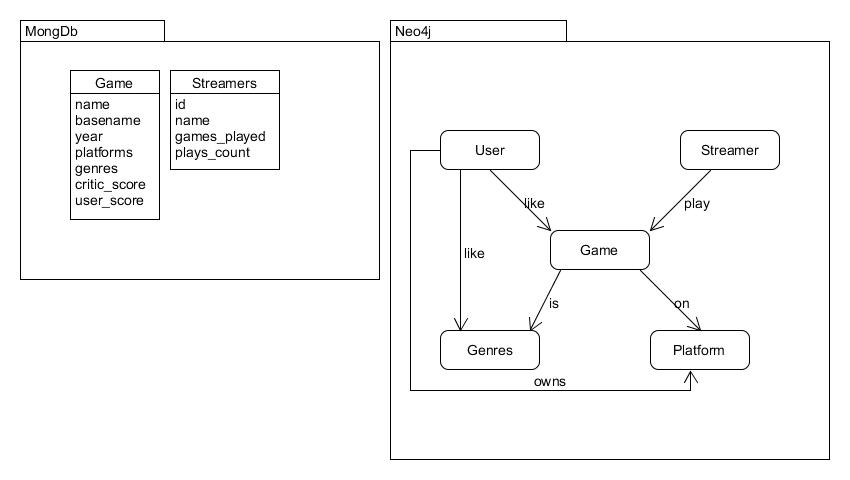 MongDb
Game
name
basename
year
platforms
genres
critic_score
user_score
Streamers
id
name
games_played
plays_count
Neo4j
User
Streamer
like
play
Game
like
is
on
Genres
Platform
owns